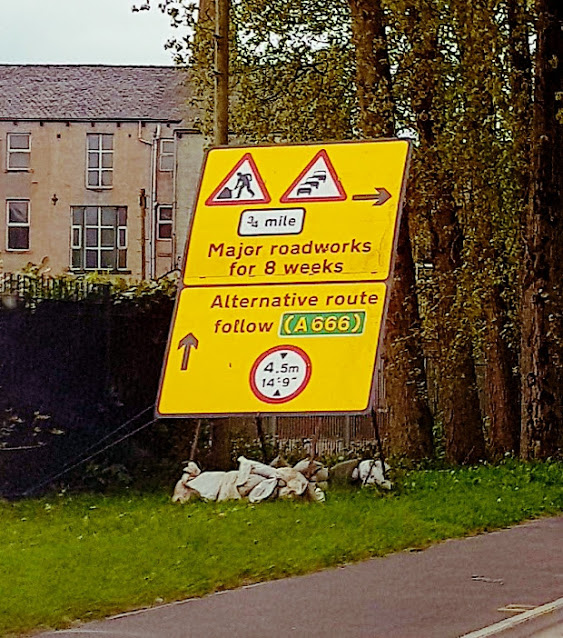 ¾ mile
Major roadworks
for 8 weeks
Alternative route
follow (A666)
4.5m
14'9"